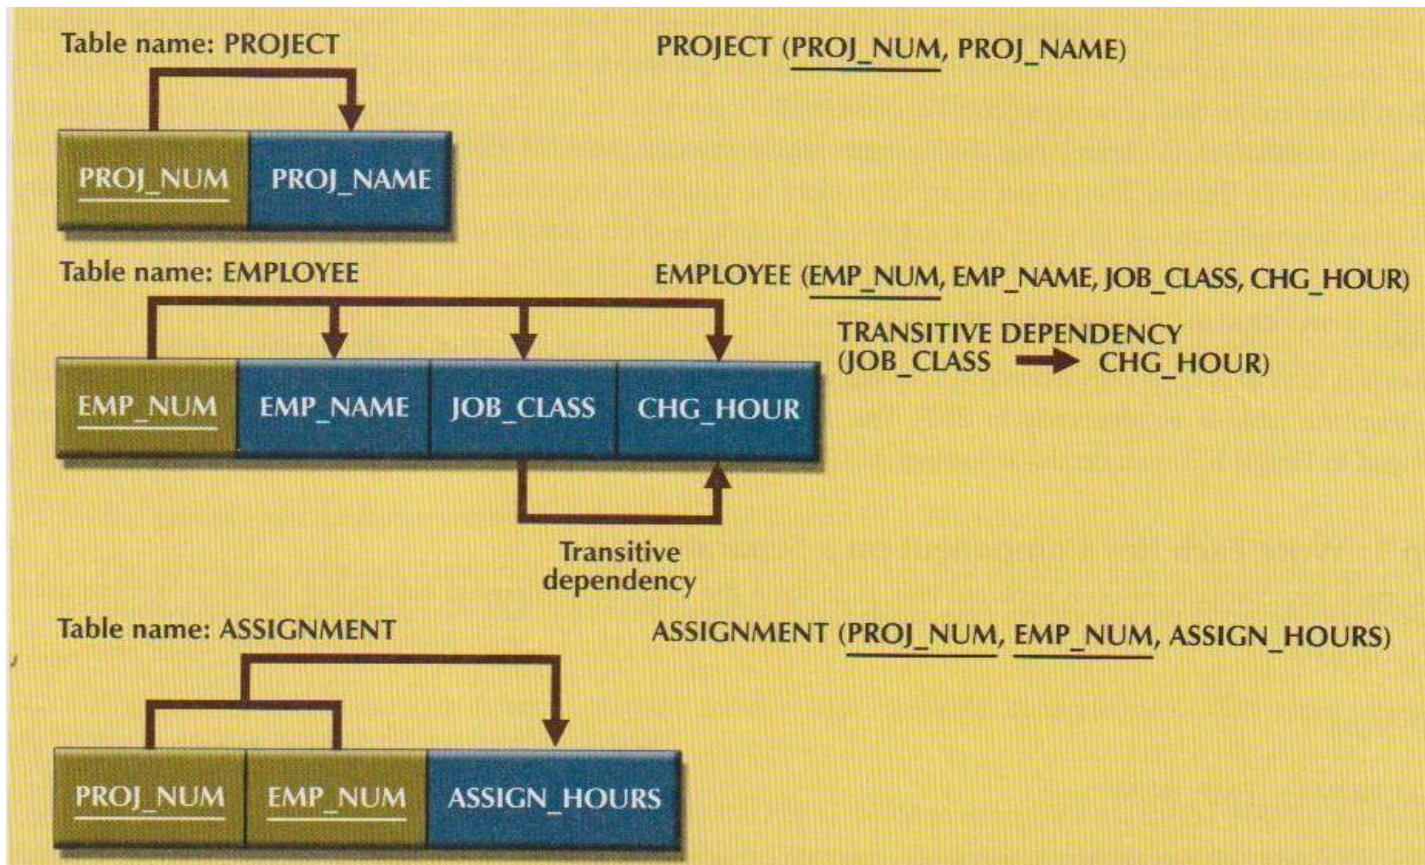 Table name: PROJECT
PROJECT (PROJ_NUM, PROJ_NAME)
PROJ_NUM
PROJ_NAME
Table name: EMPLOYEE
EMPLOYEE (EMP_NUM, EMP_NAME, JOB_CLASS, CHG_HOUR)
TRANSITIVE DEPENDENCY
(JOB_CLASS CHG_HOUR)
EMP_NUM
EMP_NAME
JOB_CLASS
CHG_HOUR
Transitive
dependency
Table name: ASSIGNMENT
ASSIGNMENT (PROJ_NUM, EMP_NUM, ASSIGN_HOURS)
PROJ_NUM
EMP_NUM
ASSIGN_HOURS